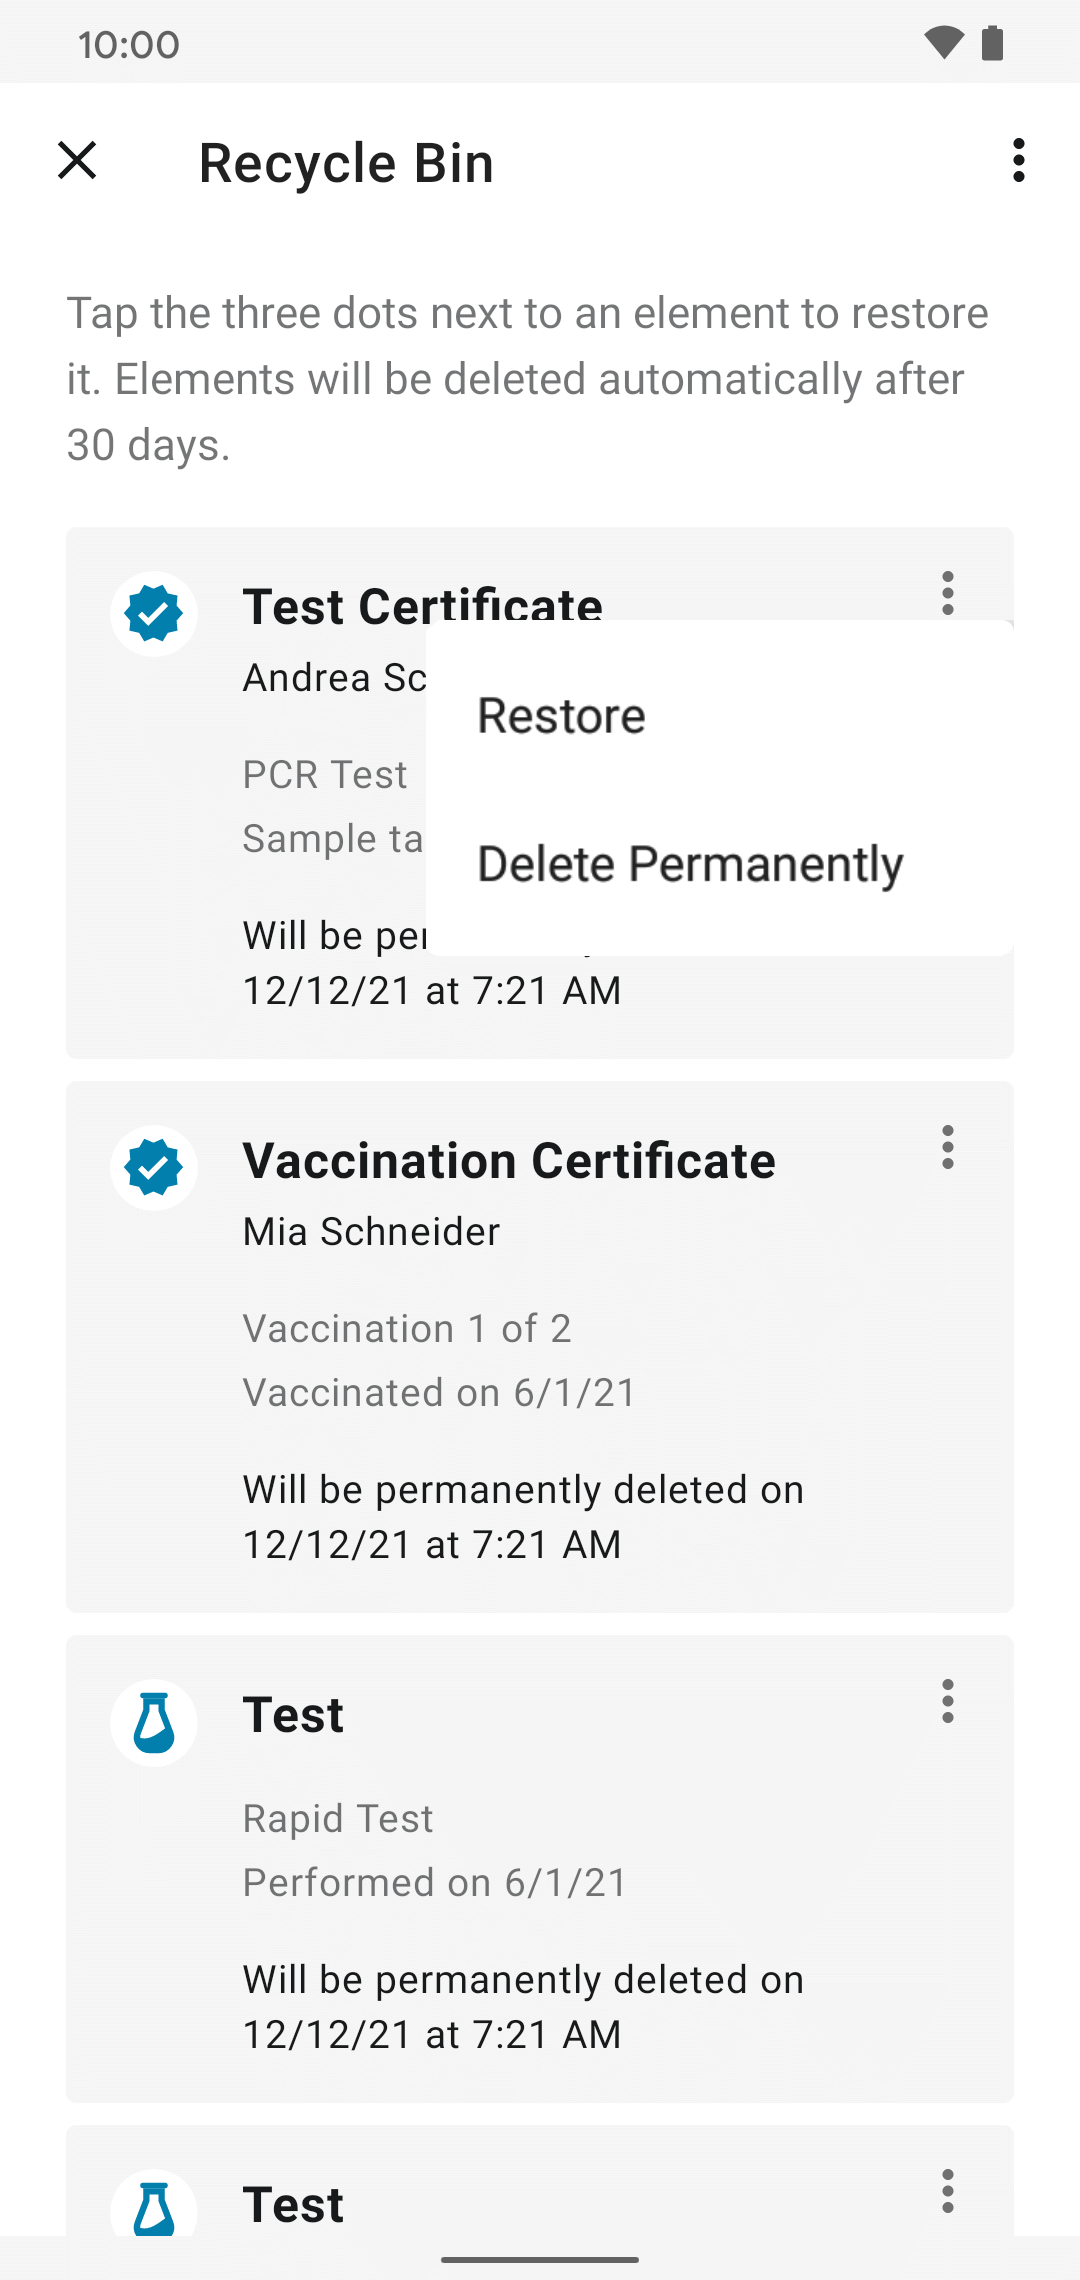 10:00
Recycle Bin
Tap the three dots next to an element to restore
it. Elements will be deleted automatically after
30 days.
Test Certificate
Andrea
Restore
PCR Test
Sample
Delete Permanently
Will be
12/12/21 at 7:21 AM
Vaccination Certificate
Mia Schneider
Vaccination 1 of 2
Vaccinated on 6/1/21
Will be permanently deleted on
12/12/21 at 7:21 AM
Test
Rapid Test
Performed on 6/1/21
Will be permanently deleted on
12/12/21 at 7:21 AM
Test